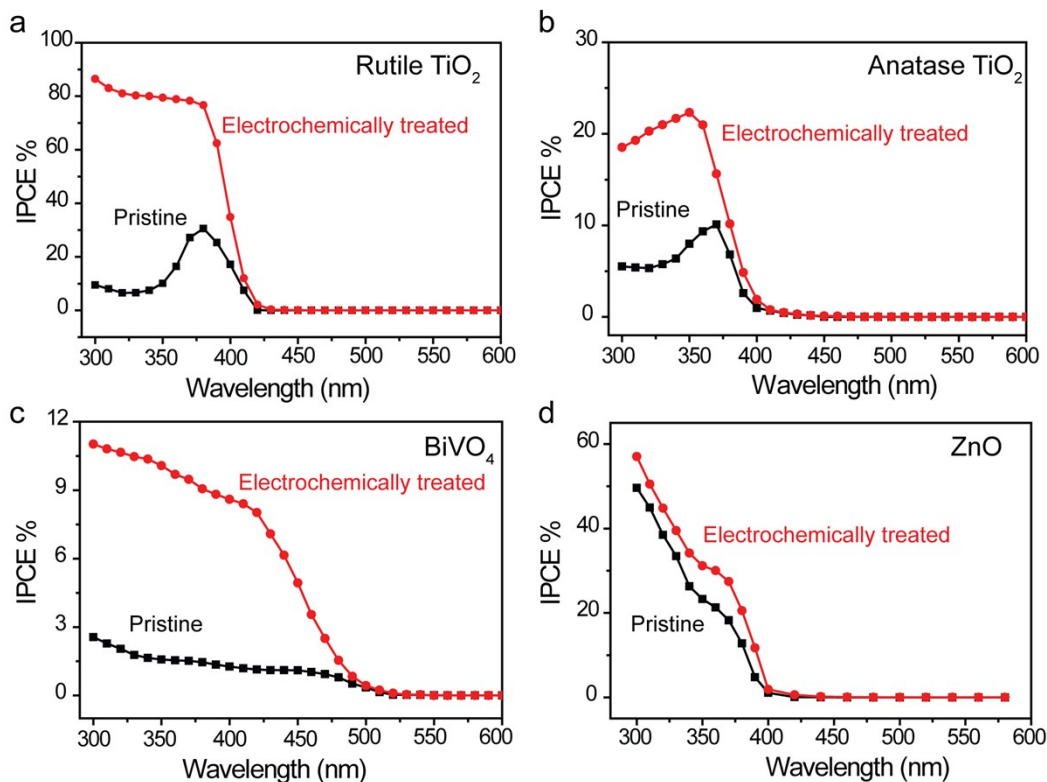 a
Rutile TiO₂
Electrochemically treated
Pristine
IPCE %
100
80
60
40
20
0
300 350 400 450 500 550 600
Wavelength (nm)
b
Anatase TiO₂
Electrochemically treated
Pristine
IPCE %
30
20
10
0
300 350 400 450 500 550 600
Wavelength (nm)
c
BiVO₄
Electrochemically treated
Pristine
IPCE %
12
9
6
3
0
300 350 400 450 500 550 600
Wavelength (nm)
d
ZnO
Electrochemically treated
Pristine
IPCE %
60
40
20
0
300 350 400 450 500 550 600
Wavelength (nm)